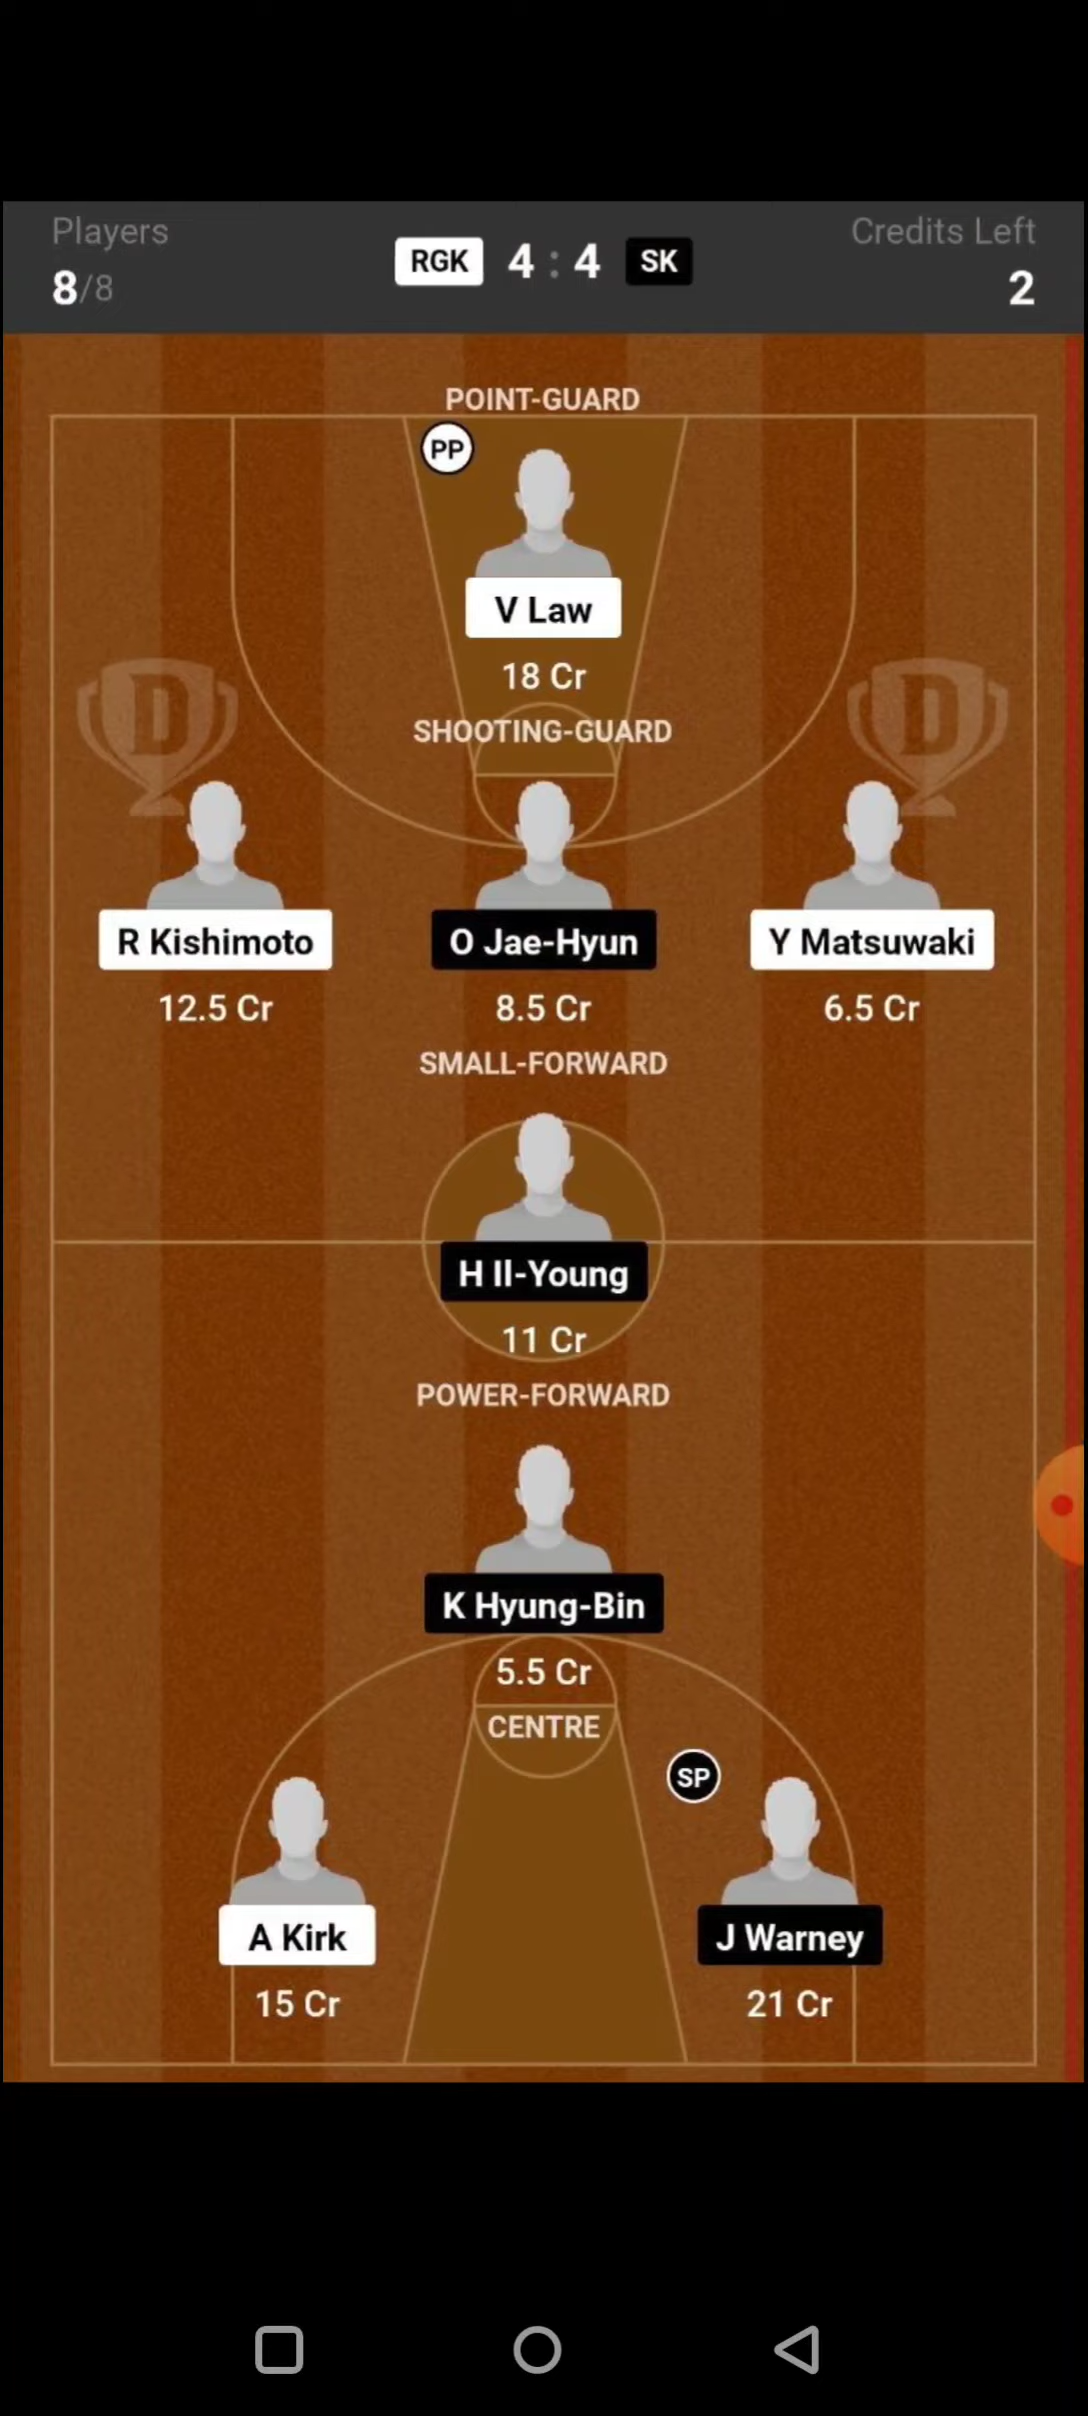 Players
Credits Left
8/8
RGK 4 : 4 SK
2
POINT-GUARD
PP
V Law
18 Cr
SHOOTING-GUARD
D D
R Kishimoto O Jae-Hyun Y Matsuwaki
12.5 Cr 8.5 Cr 6.5 Cr
SMALL-FORWARD
H Il-Young
11 Cr
POWER-FORWARD
K Hyung-Bin
5.5 Cr
CENTRE
SP
A Kirk J Warney
15 Cr 21 Cr